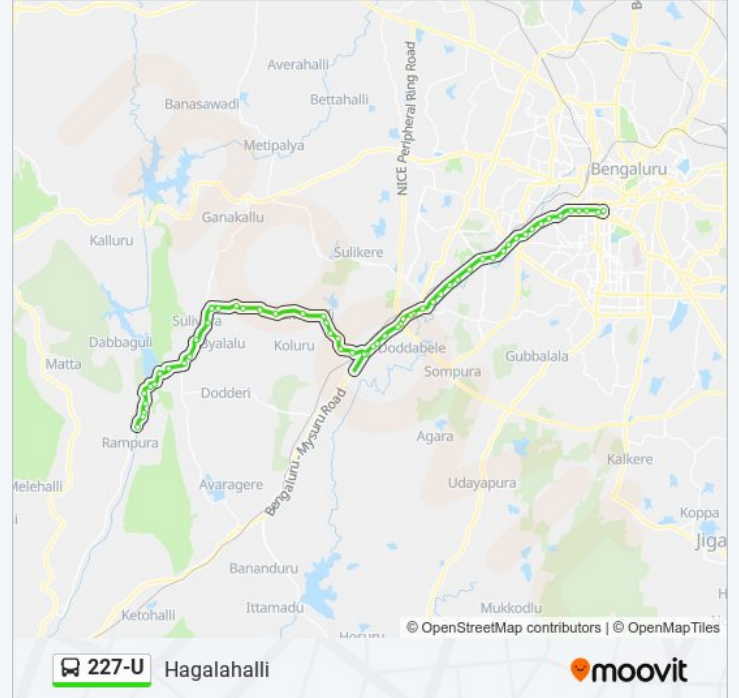 B
Averahalli
Bettahalli
Banasawadi
Metipalya
NICE Peripheral Ring Road
Bengaluru
Ganakallu
Kalluru
Sulikere
Dabbaguli
Koluru
Doddabele
Matta
Gubbalala
Sompura
Dodderi
Bengaluru - Mysuru Road
Agara
Rampura
Kalkere
Melehalli
Avaragere
Udayapura
Koppa
Jiga
Bananduru
Ittamadu
Mukkodlu
H
Ketohalli
Hosuru
© OpenStreetMap contributors | © OpenMapTiles
227-U Hagalahalli
moovit